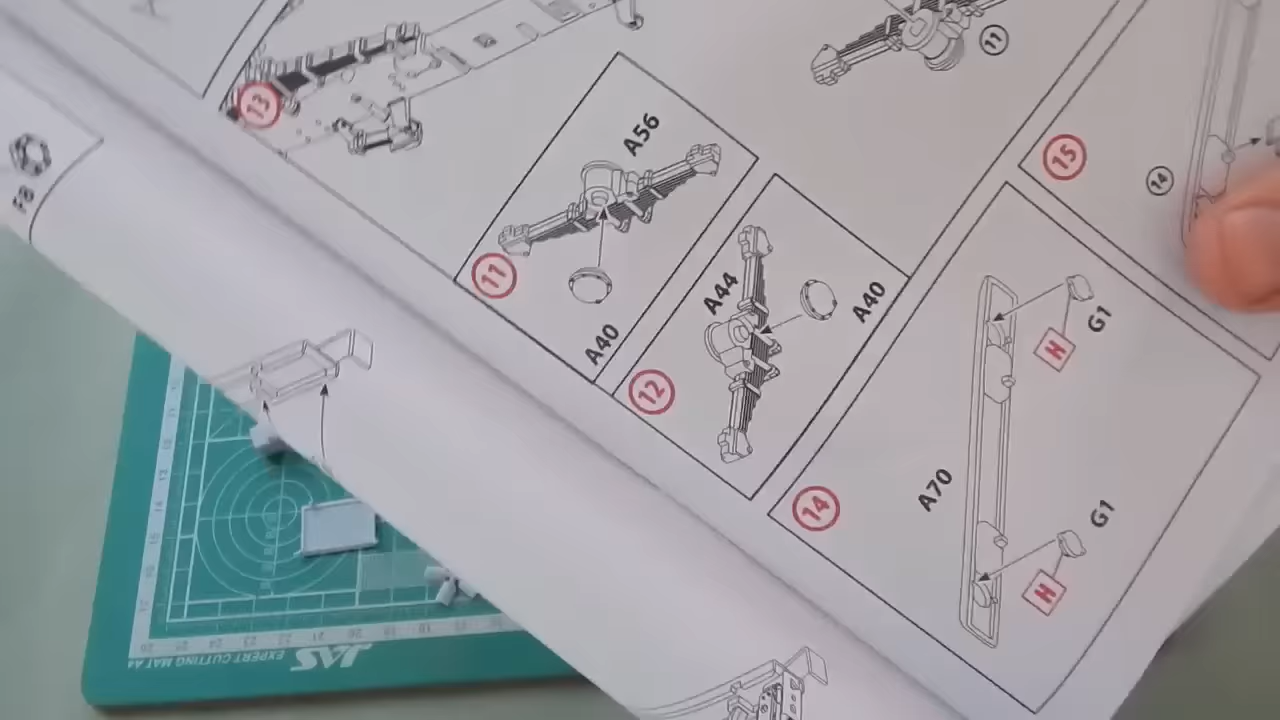 13
11
15
14
F8
A56
11
A40
A44
A40
12
G1
H
A70
14
G1
H
JAS
EXPERT CUTTING MAT A4